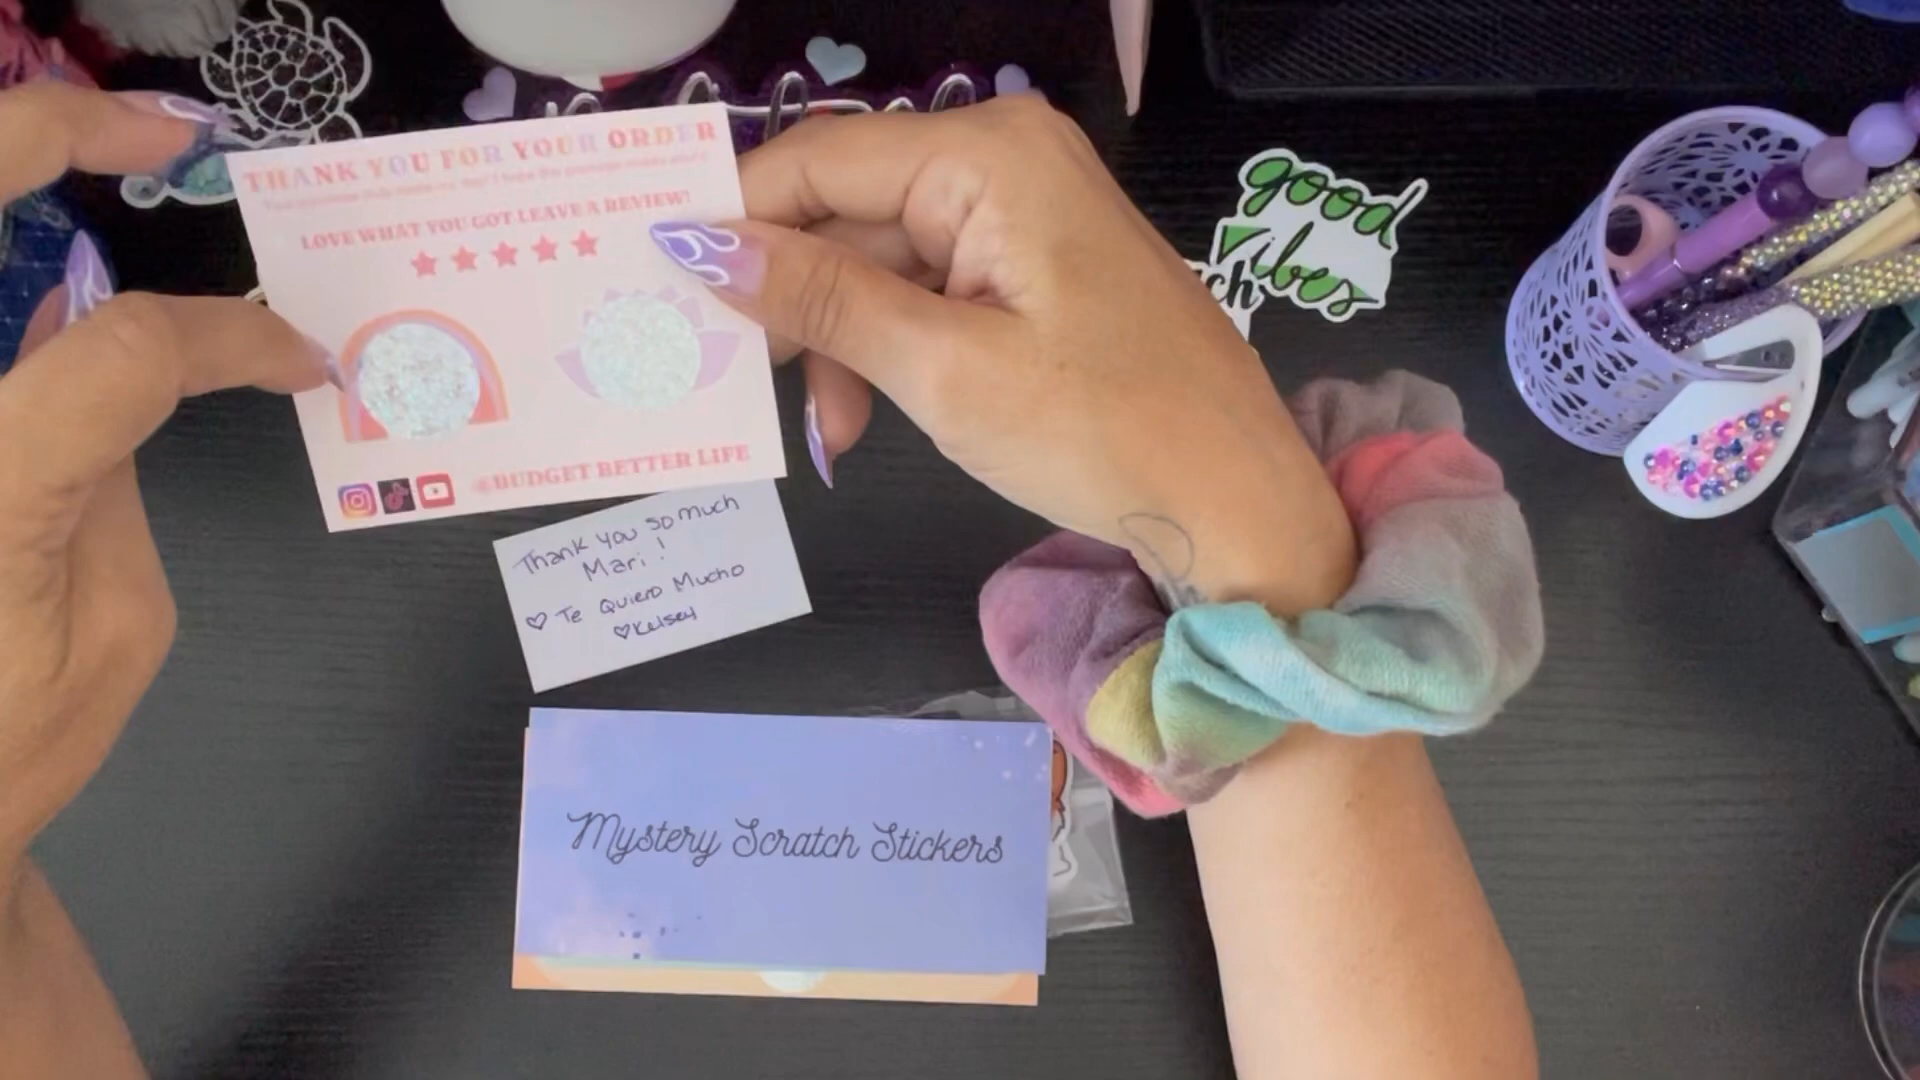 THANK YOU FOR YOUR ORDER
LOVE WHAT YOU GOT LEAVE A REVIEW!
@BUDGET BETTER LIFE
Thank you so much
Mari!
♡ Te Quiero Mucho
♡Kelsey
Mystery Scratch Stickers
good
vibes
ch